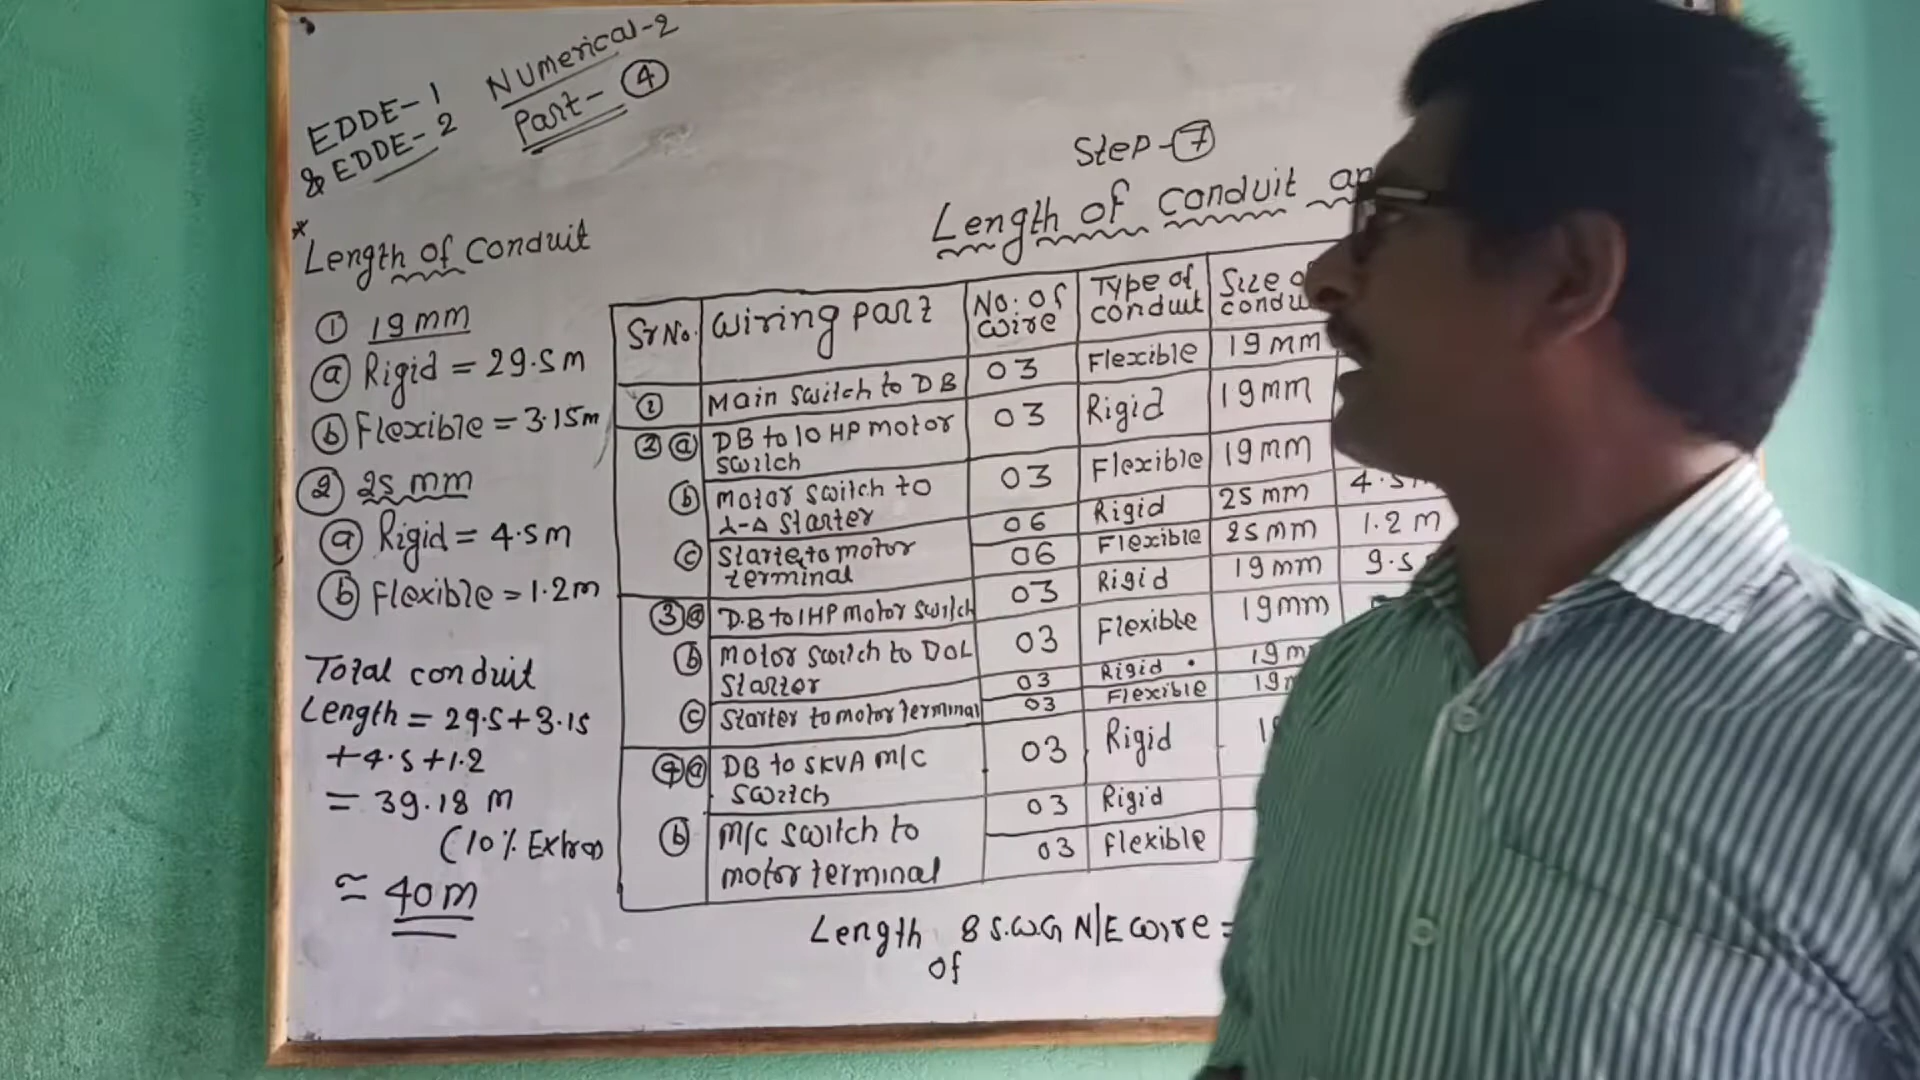 EDDE-1
& EDDE-2
Numerical-2
Part-④
*
Length of conduit
① 19mm
ⓐ Rigid = 29.5m
ⓑ Flexible = 3.15m
② 25 mm
ⓐ Rigid = 4.5m
ⓑ Flexible = 1.2m
Total conduit
Length = 29.5+3.15
+4.5+1.2
= 39.18 m
(10% Extra)
≃ 40m
Step-⑦
Length of conduit
Sr No. Wiring part No. of wire Type of conduit Size
① Main switch to DB 03 Flexible 19mm
② ⓐ DB to 10 HP motor switch 03 Rigid 19mm
ⓑ Motor switch to λ-Δ starter 03 Flexible 19mm
ⓒ Starter to motor terminal 06 Rigid 25mm
06 Flexible 25mm 1.2 m
③ ⓐ D.B to 1HP motor switch 03 Rigid 19mm 9.5
ⓑ Motor switch to DOL Starter 03 Flexible 19mm
ⓒ Starter to motor terminal 03 Rigid
03 Flexible
④ ⓐ DB to 5KVA M/C switch 03 Rigid
ⓑ M/C switch to motor terminal 03 Rigid
03 Flexible
Length of 8 S.W.G N/E wire =